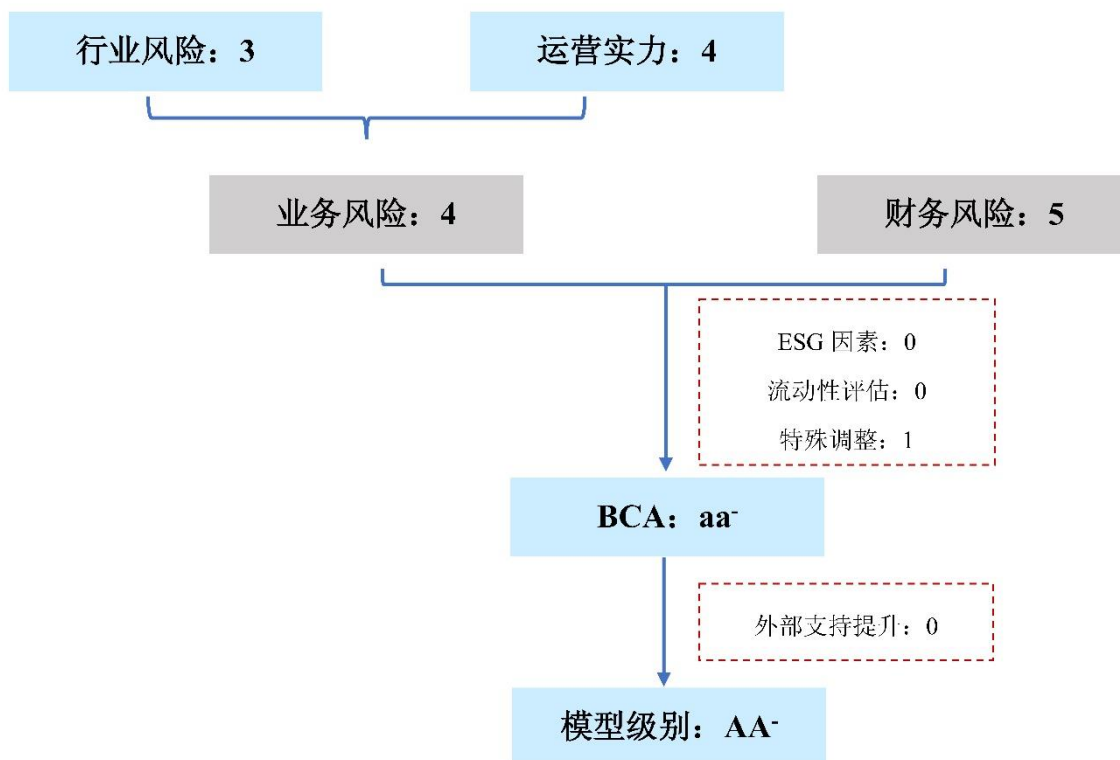 行业风险：3
运营实力：4
业务风险：4
财务风险：5
ESG 因素：0
流动性评估：0
特殊调整：1
BCA：aa-
外部支持提升：0
模型级别：AA-